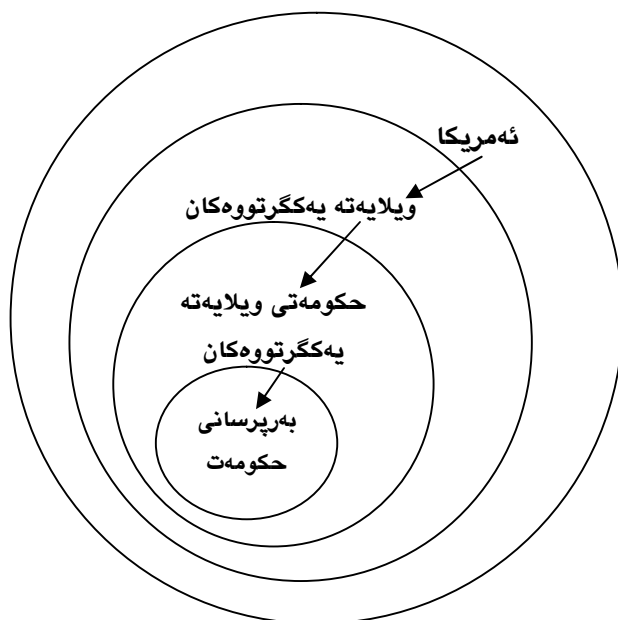 ئەمریکا
ویلایەتە یەکگرتووەکان
حکومەتی ویلایەتە
یەکگرتووەکان
بەرپرسانی
حکومەت